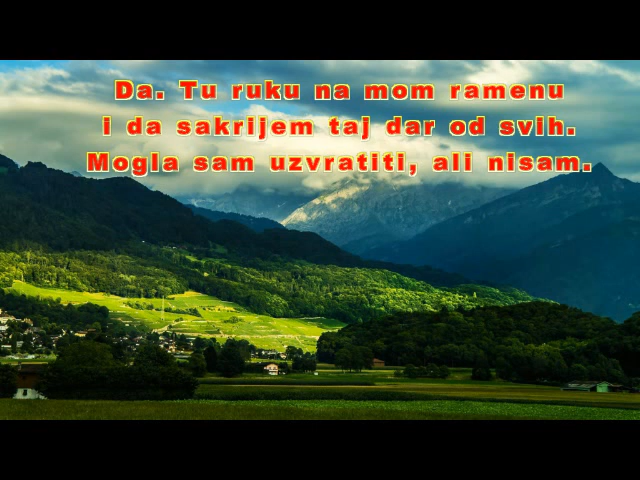 Da. Tu ruku na mom ramenu
i da sakrijem taj dar od svih.
Mogla sam uzvratiti, ali nisam.